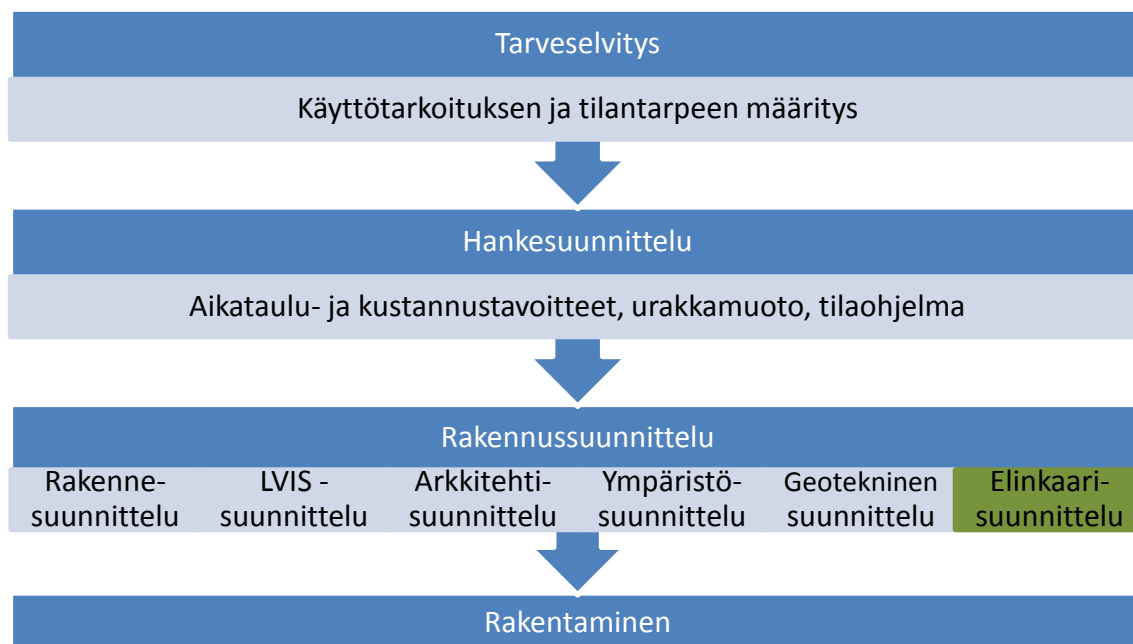 Tarveselvitys
Käyttötarkoituksen ja tilantarpeen määritys
Hankesuunnittelu
Aikataulu- ja kustannustavoitteet, urakkamuoto, tilaohjelma
Rakennussuunnittelu
Rakenne-
suunnittelu
LVIS -
suunnittelu
Arkkitehti-
suunnittelu
Ympäristö-
suunnittelu
Geotekninen
suunnittelu
Elinkaari-
suunnittelu
Rakentaminen